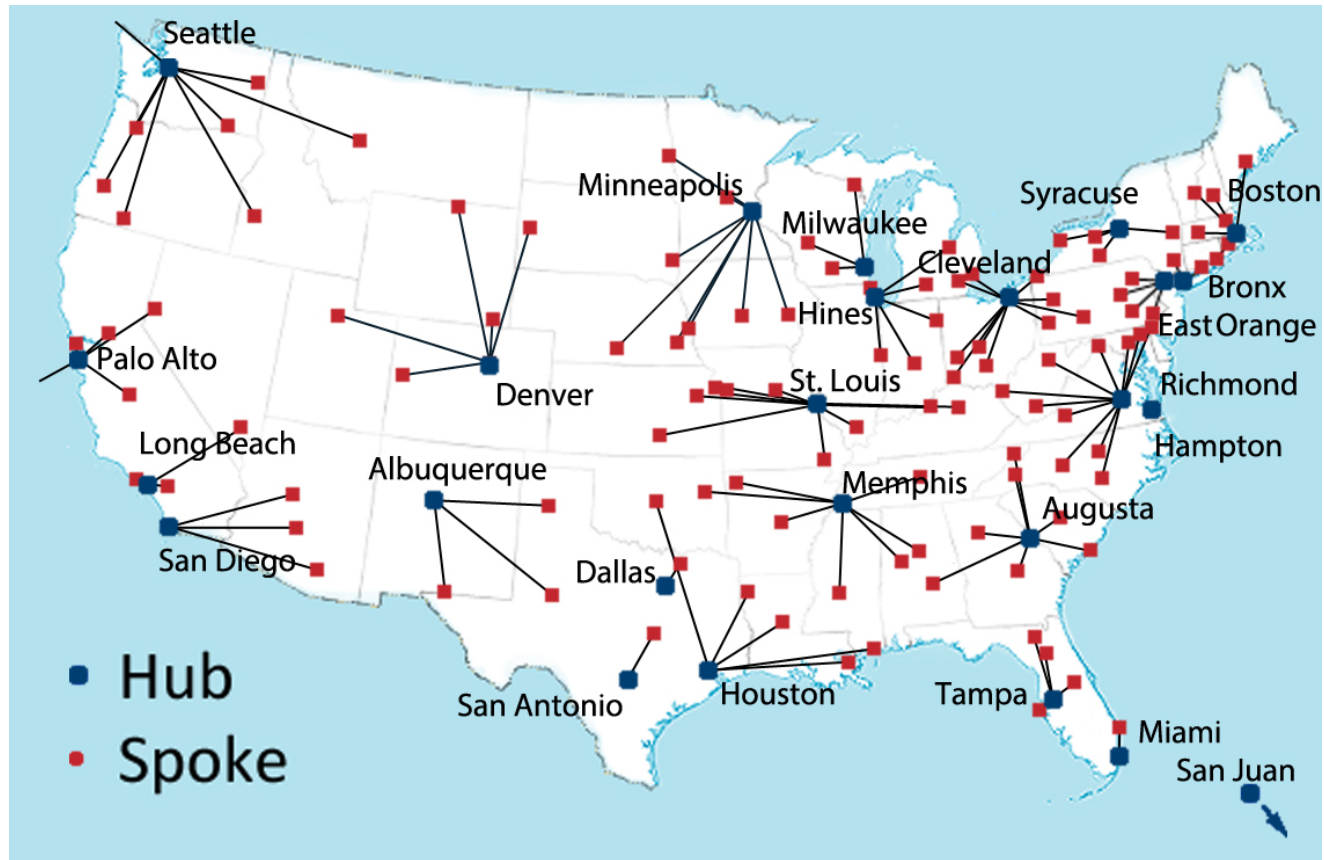 Seattle
Minneapolis
Syracuse
Boston
Milwaukee
Cleveland
Bronx
Hines
East Orange
Palo Alto
St. Louis
Richmond
Denver
Long Beach
Hampton
Albuquerque
Memphis
Augusta
San Diego
Dallas
Hub
San Antonio
Houston
Tampa
Miami
Spoke
San Juan